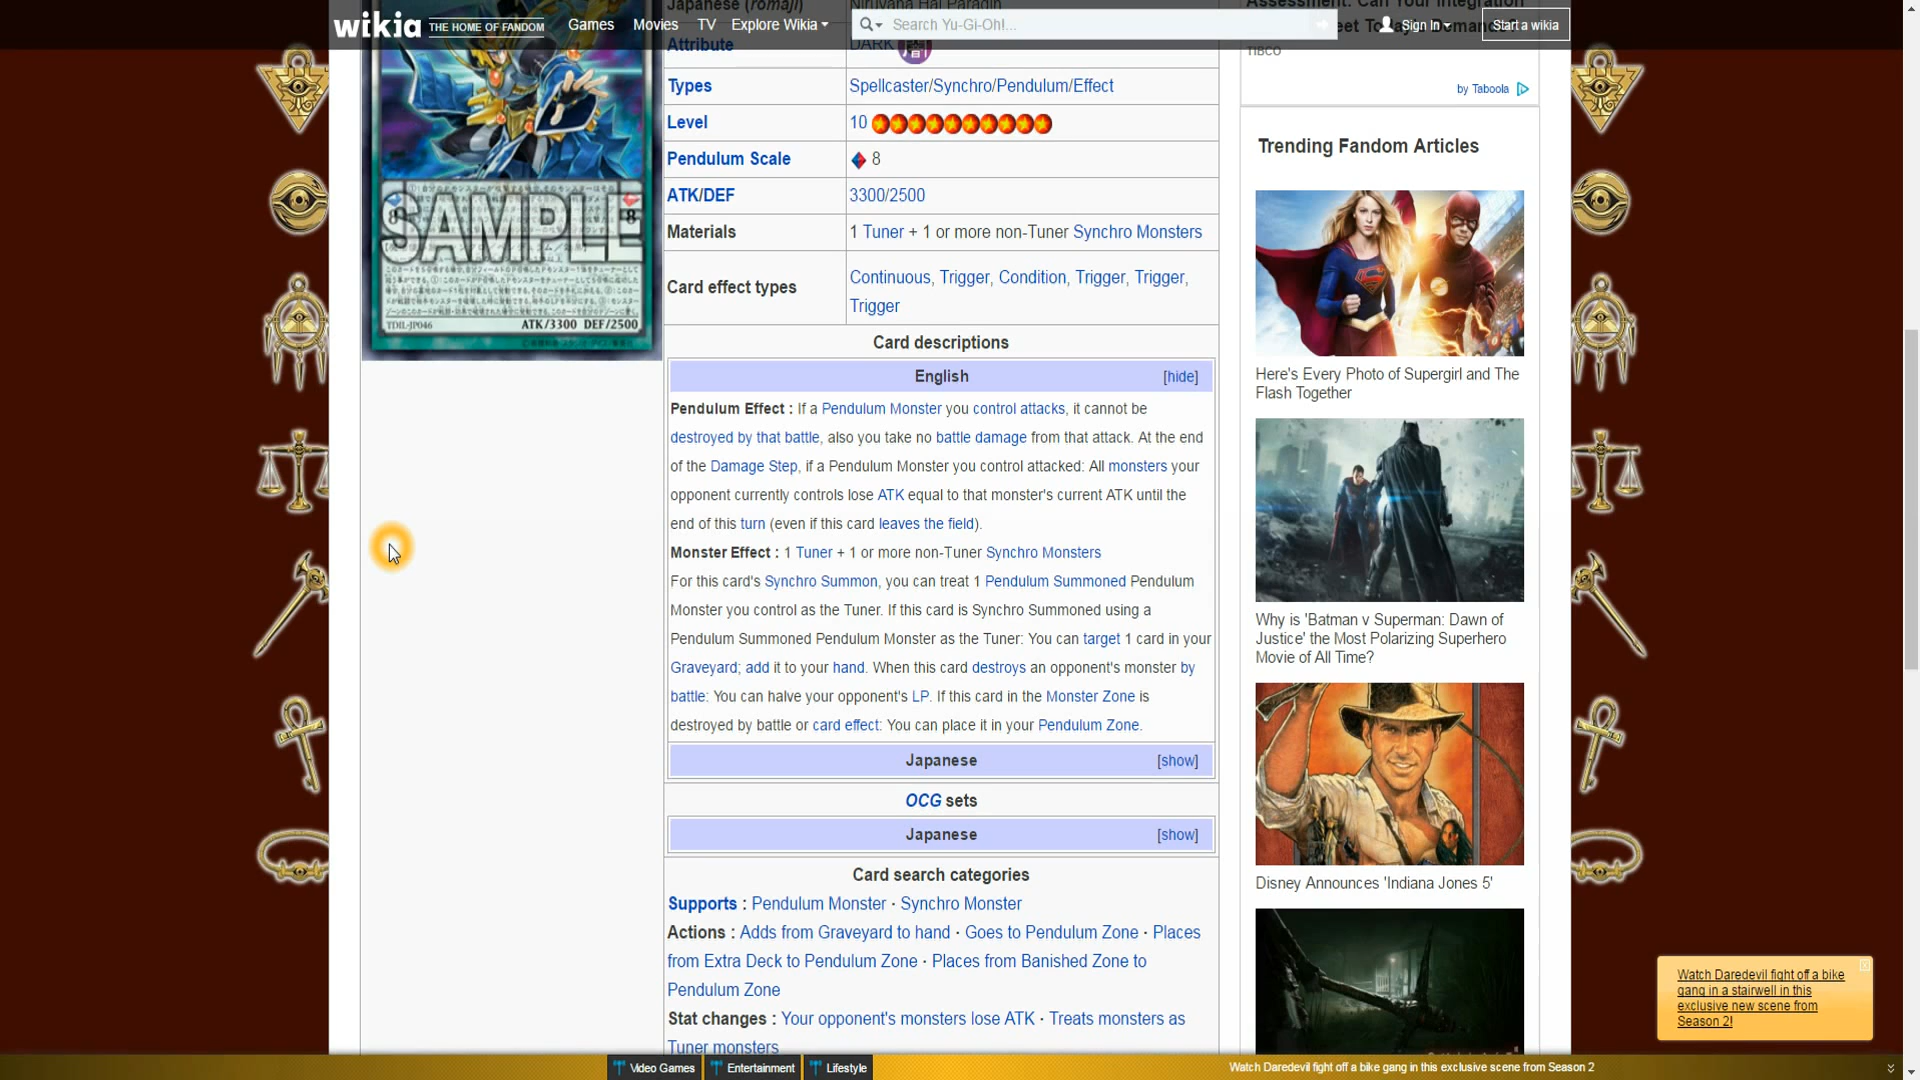 wikia THE HOME OF FANDOM Games Movies TV Explore Wikia Search Yu-Gi-Oh!... Sign In Start a wikia
Japanese (romaji) Nirvana Hai Paradin
Attribute DARK 闇
Types Spellcaster/Synchro/Pendulum/Effect
Level 10
Pendulum Scale 8
ATK/DEF 3300/2500
Materials 1 Tuner + 1 or more non-Tuner Synchro Monsters
Card effect types Continuous, Trigger, Condition, Trigger, Trigger,
Trigger
Card descriptions
English [hide]
Pendulum Effect : If a Pendulum Monster you control attacks, it cannot be
destroyed by that battle, also you take no battle damage from that attack. At the end
of the Damage Step, if a Pendulum Monster you control attacked: All monsters your
opponent currently controls lose ATK equal to that monster's current ATK until the
end of this turn (even if this card leaves the field).
Monster Effect : 1 Tuner + 1 or more non-Tuner Synchro Monsters
For this card's Synchro Summon, you can treat 1 Pendulum Summoned Pendulum
Monster you control as the Tuner. If this card is Synchro Summoned using a
Pendulum Summoned Pendulum Monster as the Tuner: You can target 1 card in your
Graveyard; add it to your hand. When this card destroys an opponent's monster by
battle: You can halve your opponent's LP. If this card in the Monster Zone is
destroyed by battle or card effect: You can place it in your Pendulum Zone.
Japanese [show]
OCG sets
Japanese [show]
Card search categories
Supports : Pendulum Monster · Synchro Monster
Actions : Adds from Graveyard to hand · Goes to Pendulum Zone · Places
from Extra Deck to Pendulum Zone · Places from Banished Zone to
Pendulum Zone
Stat changes : Your opponent's monsters lose ATK · Treats monsters as
Tuner monsters
SAMPLE
8 8
TDIL-JP046 ATK/3300 DEF/2500
Assessment: Can Your Integration
TIBCO
by Taboola
Trending Fandom Articles
Here's Every Photo of Supergirl and The
Flash Together
Why is 'Batman v Superman: Dawn of
Justice' the Most Polarizing Superhero
Movie of All Time?
Disney Announces 'Indiana Jones 5'
Watch Daredevil fight off a bike
gang in a stairwell in this
exclusive new scene from
Season 2!
Video Games Entertainment Lifestyle
Watch Daredevil fight off a bike gang in this exclusive scene from Season 2